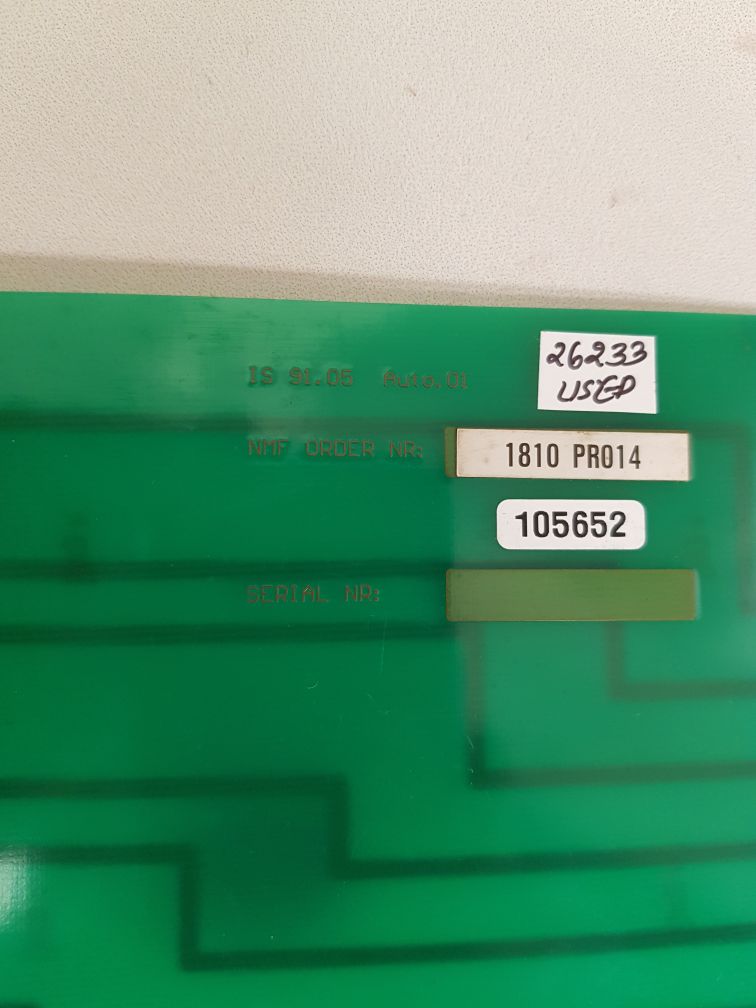 26233
USED
IS 91.05 Auto.01
NMF ORDER NR: 1810 PR014
105652
SERIAL NR: